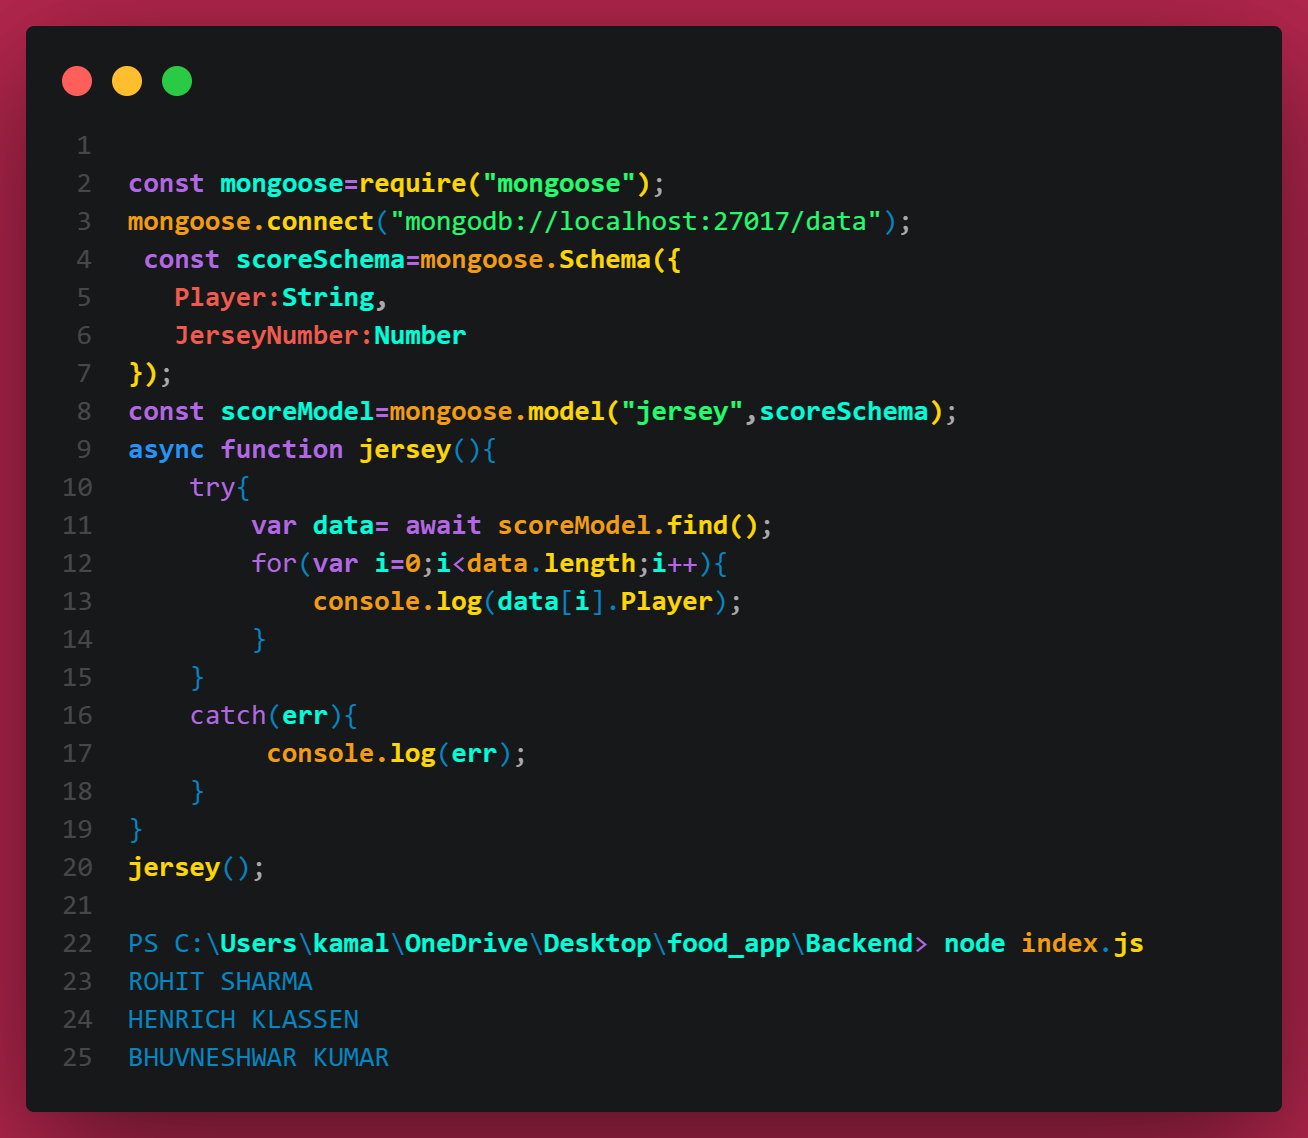 1
2 const mongoose=require("mongoose");
3 mongoose.connect("mongodb://localhost:27017/data");
4  const scoreSchema=mongoose.Schema({
5    Player:String,
6    JerseyNumber:Number
7 });
8 const scoreModel=mongoose.model("jersey",scoreSchema);
9 async function jersey(){
10     try{
11         var data= await scoreModel.find();
12         for(var i=0;i<data.length;i++){
13             console.log(data[i].Player);
14         }
15     }
16     catch(err){
17          console.log(err);
18     }
19 }
20 jersey();
21
22 PS C:\Users\kamal\OneDrive\Desktop\food_app\Backend> node index.js
23 ROHIT SHARMA
24 HENRICH KLASSEN
25 BHUVNESHWAR KUMAR